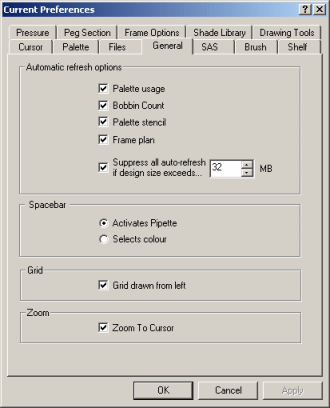 Current Preferences
Pressure Peg Section Frame Options Shade Library Drawing Tools
Cursor Palette Files General SAS Brush Shelf
Automatic refresh options
Palette usage
Bobbin Count
Palette stencil
Frame plan
Suppress all auto-refresh
if design size exceeds... 32 MB
Spacebar
Activates Pipette
Selects colour
Grid
Grid drawn from left
Zoom
Zoom To Cursor
OK Cancel Apply